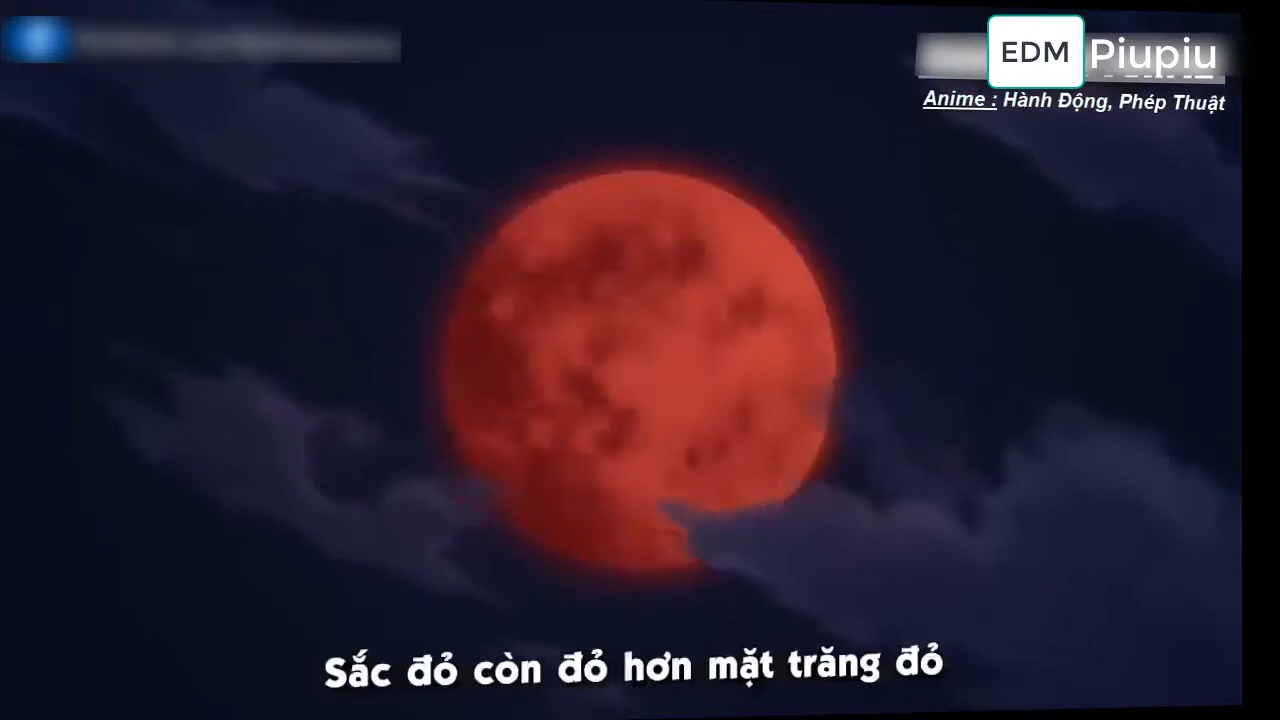 EDM Piupiu
Anime : Hành Động, Phép Thuật
Sắc đỏ còn đỏ hơn mặt trăng đỏ